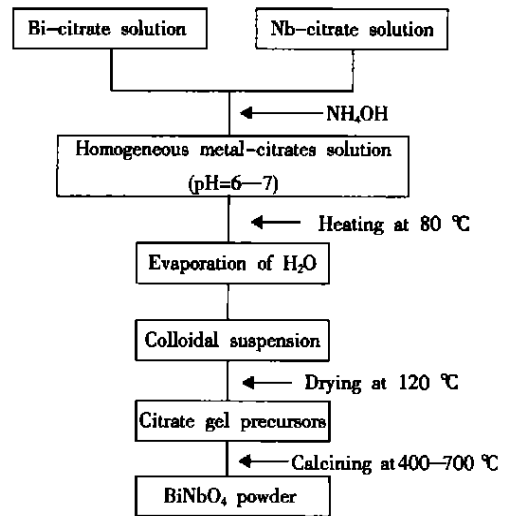 Bi-citrate solution
Nb-citrate solution
NH₄OH
Homogeneous metal-citrates solution
(pH=6—7)
Heating at 80 ℃
Evaporation of H₂O
Colloidal suspension
Drying at 120 ℃
Citrate gel precursors
Calcining at 400—700 ℃
BiNbO₄ powder